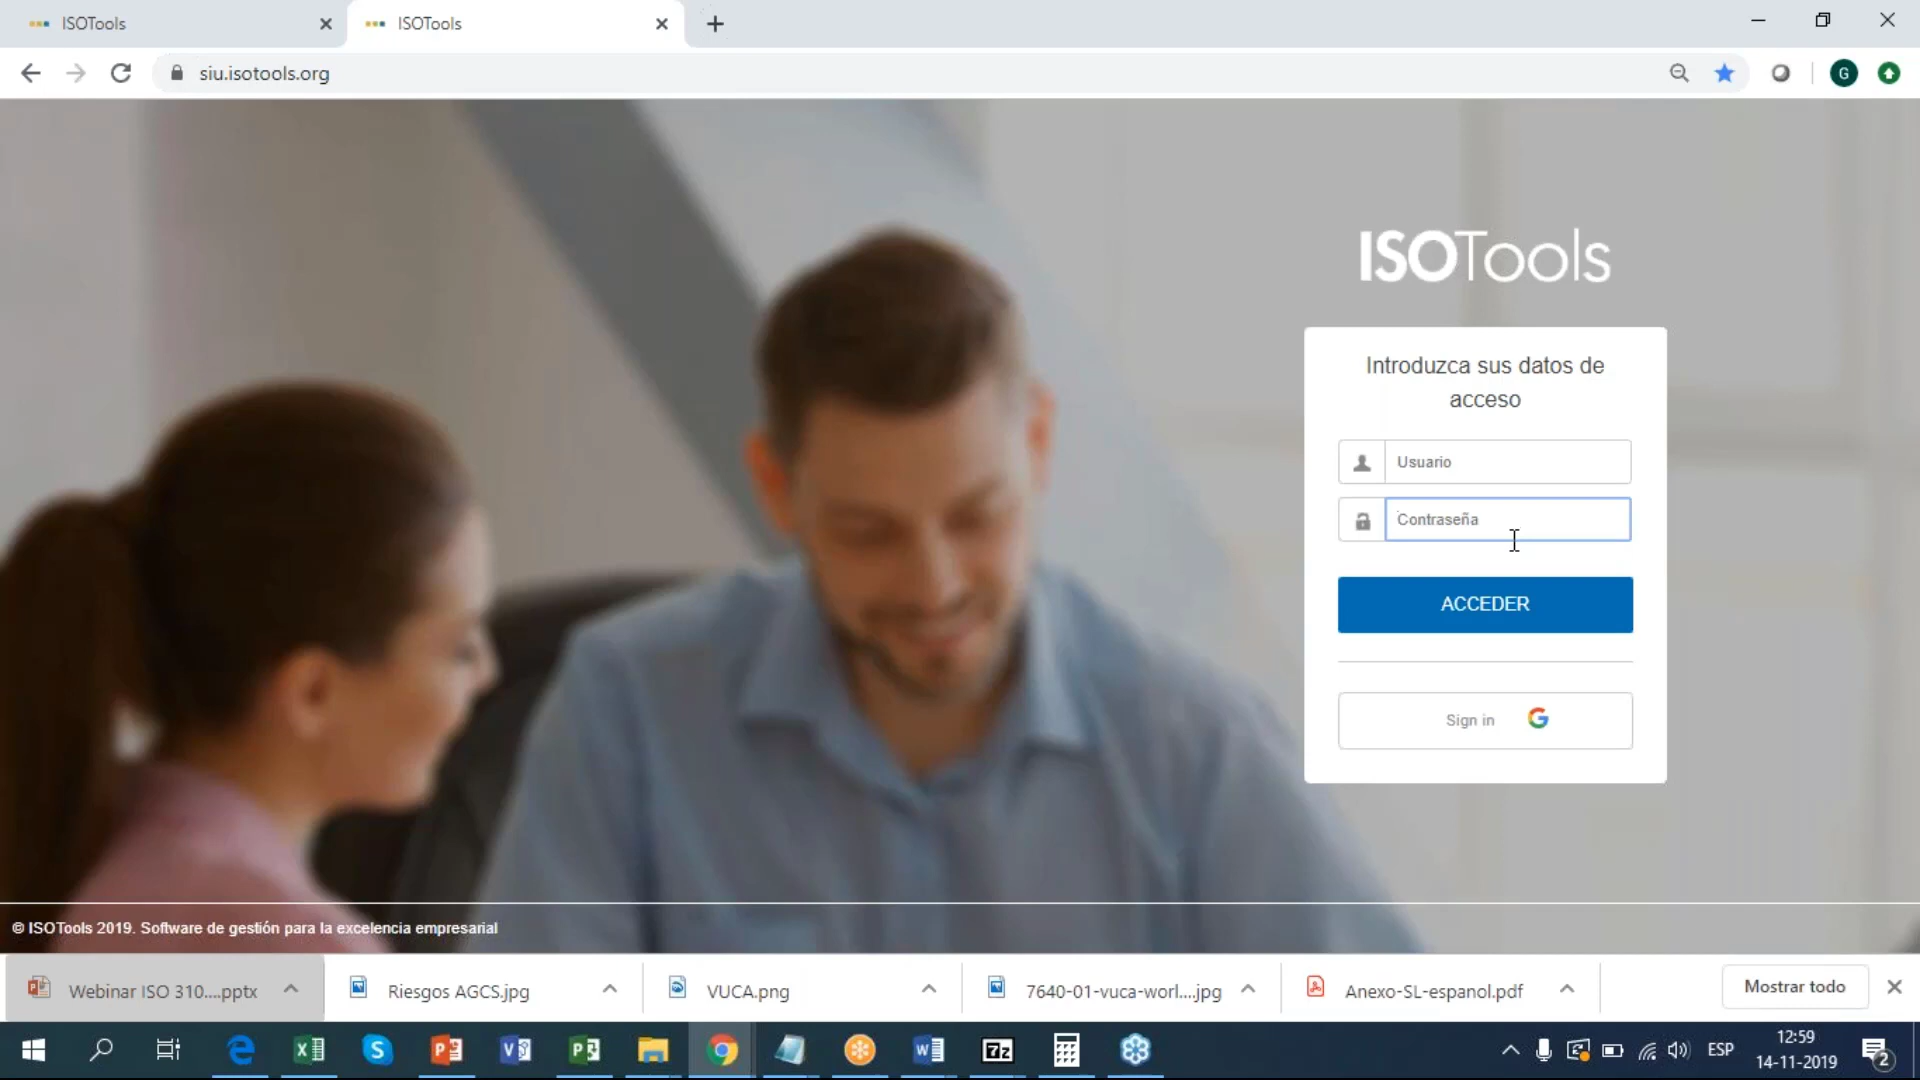 ISOTools
ISOTools
siu.isotools.org
G
ISOTools
Introduzca sus datos de
acceso
Usuario
Contraseña
ACCEDER
Sign in G
© ISOTools 2019. Software de gestión para la excelencia empresarial
Webinar ISO 310....pptx
Riesgos AGCS.jpg
VUCA.png
7640-01-vuca-worl....jpg
Anexo-SL-espanol.pdf
Mostrar todo
ESP
12:59
14-11-2019
2